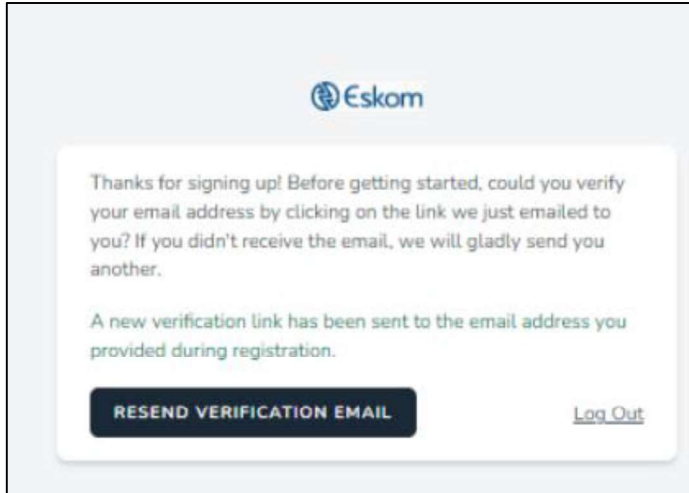 Eskom
Thanks for signing up! Before getting started, could you verify
your email address by clicking on the link we just emailed to
you? If you didn't receive the email, we will gladly send you
another.
A new verification link has been sent to the email address you
provided during registration.
RESEND VERIFICATION EMAIL
Log Out